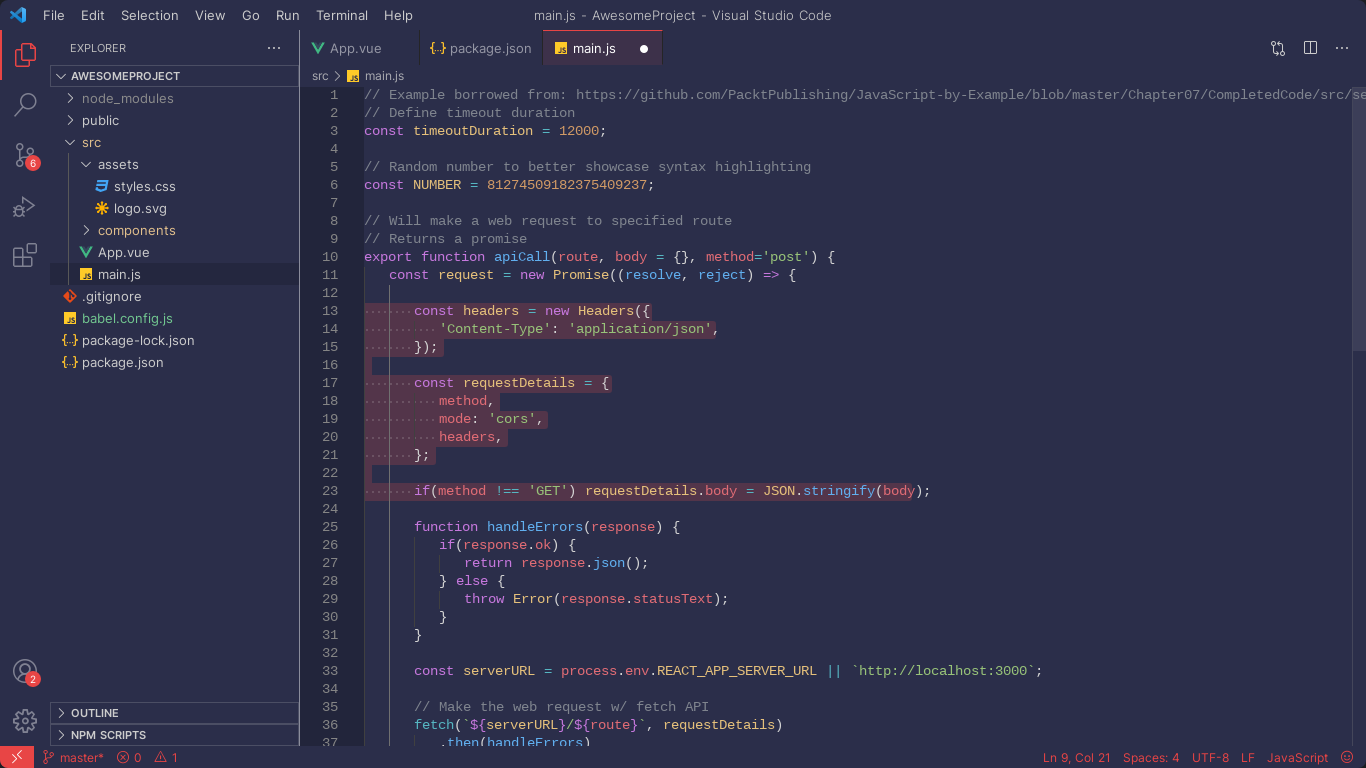 File Edit Selection View Go Run Terminal Help
main.js - AwesomeProject - Visual Studio Code
EXPLORER
AWESOMEPROJECT
node_modules
public
src
assets
styles.css
logo.svg
components
App.vue
main.js
.gitignore
babel.config.js
package-lock.json
package.json
OUTLINE
NPM SCRIPTS
6
2
App.vue
package.json
main.js
src > main.js
1 // Example borrowed from: https://github.com/PacktPublishing/JavaScript-by-Example/blob/master/Chapter07/CompletedCode/src/se
2 // Define timeout duration
3 const timeoutDuration = 12000;
4
5 // Random number to better showcase syntax highlighting
6 const NUMBER = 81274509182375409237;
7
8 // Will make a web request to specified route
9 // Returns a promise
10 export function apiCall(route, body = {}, method='post') {
11 const request = new Promise((resolve, reject) => {
12
13 const headers = new Headers({
14 'Content-Type': 'application/json',
15 });
16
17 const requestDetails = {
18 method,
19 mode: 'cors',
20 headers,
21 };
22
23 if(method !== 'GET') requestDetails.body = JSON.stringify(body);
24
25 function handleErrors(response) {
26 if(response.ok) {
27 return response.json();
28 } else {
29 throw Error(response.statusText);
30 }
31 }
32
33 const serverURL = process.env.REACT_APP_SERVER_URL || `http://localhost:3000`;
34
35 // Make the web request w/ fetch API
36 fetch(`${serverURL}/${route}`, requestDetails)
37 .then(handleErrors)
master* 0 1
Ln 9, Col 21 Spaces: 4 UTF-8 LF JavaScript